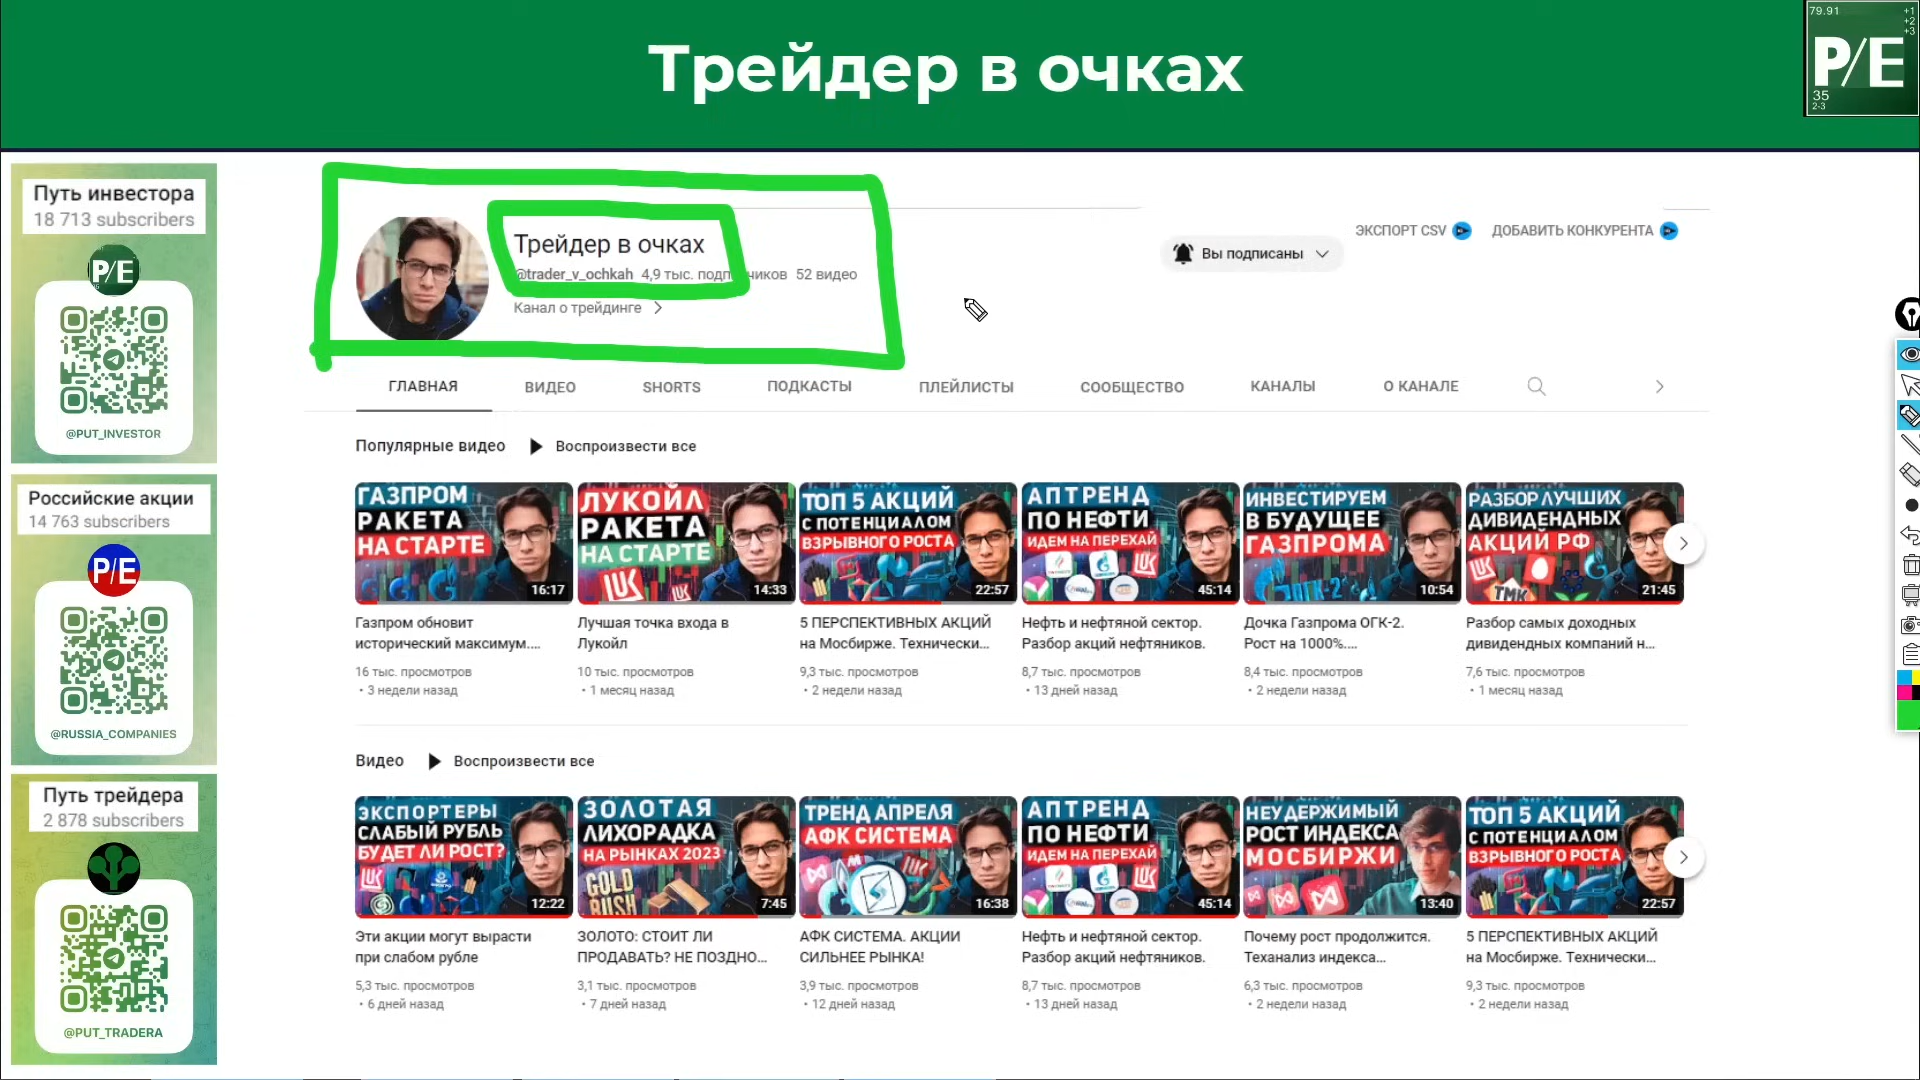 Трейдер в очках
79.91
+1
+2
+3
P/E
35
2-3
Путь инвестора
18 713 subscribers
P/E
@PUT_INVESTOR
Российские акции
14 763 subscribers
P/E
@RUSSIA_COMPANIES
Путь трейдера
2 878 subscribers
@PUT_TRADERA
Трейдер в очках
@trader_v_ochkah 4,9 тыс. 52 видео
Канал о трейдинге
Вы подписаны
ЭКСПОРТ CSV
ДОБАВИТЬ КОНКУРЕНТА
ГЛАВНАЯ ВИДЕО SHORTS ПОДКАСТЫ ПЛЕЙЛИСТЫ СООБЩЕСТВО КАНАЛЫ О КАНАЛЕ
Популярные видео Воспроизвести все
ГАЗПРОМ
РАКЕТА
НА СТАРТЕ
16:17
Газпром обновит
исторический максимум....
16 тыс. просмотров
• 3 недели назад
ЛУКОЙЛ
РАКЕТА
НА СТАРТЕ
14:33
Лучшая точка входа в
Лукойл
10 тыс. просмотров
• 1 месяц назад
ТОП 5 АКЦИЙ
С ПОТЕНЦИАЛОМ
ВЗРЫВНОГО РОСТА
22:57
5 ПЕРСПЕКТИВНЫХ АКЦИЙ
на Мосбирже. Технически...
9,3 тыс. просмотров
• 2 недели назад
АПТРЕНД
ПО НЕФТИ
ИДЕМ НА ПЕРЕХАЙ
45:14
Нефть и нефтяной сектор.
Разбор акций нефтяников.
8,7 тыс. просмотров
• 13 дней назад
ИНВЕСТИРУЕМ
В БУДУЩЕЕ
ГАЗПРОМА
10:54
Дочка Газпрома ОГК-2.
Рост на 1000%....
8,4 тыс. просмотров
• 2 недели назад
РАЗБОР ЛУЧШИХ
ДИВИДЕНДНЫХ
АКЦИЙ РФ
ТМК
21:45
Разбор самых доходных
дивидендных компаний н...
7,6 тыс. просмотров
• 1 месяц назад
Видео Воспроизвести все
ЭКСПОРТЕРЫ
СЛАБЫЙ РУБЛЬ
БУДЕТ ЛИ РОСТ?
12:22
Эти акции могут вырасти
при слабом рубле
5,3 тыс. просмотров
• 6 дней назад
ЗОЛОТАЯ
ЛИХОРАДКА
НА РЫНКАХ 2023
GOLD
RUSH
7:45
ЗОЛОТО: СТОИТ ЛИ
ПРОДАВАТЬ? НЕ ПОЗДНО...
3,1 тыс. просмотров
• 7 дней назад
ТРЕНД АПРЕЛЯ
АФК СИСТЕМА
16:38
АФК СИСТЕМА. АКЦИИ
СИЛЬНЕЕ РЫНКА!
3,9 тыс. просмотров
• 12 дней назад
АПТРЕНД
ПО НЕФТИ
ИДЕМ НА ПЕРЕХАЙ
45:14
Нефть и нефтяной сектор.
Разбор акций нефтяников.
8,7 тыс. просмотров
• 13 дней назад
НЕУДЕРЖИМЫЙ
РОСТ ИНДЕКСА
МОСБИРЖИ
13:40
Почему рост продолжится.
Теханализ индекса...
6,3 тыс. просмотров
• 2 недели назад
ТОП 5 АКЦИЙ
С ПОТЕНЦИАЛОМ
ВЗРЫВНОГО РОСТА
22:57
5 ПЕРСПЕКТИВНЫХ АКЦИЙ
на Мосбирже. Технически...
9,3 тыс. просмотров
• 2 недели назад